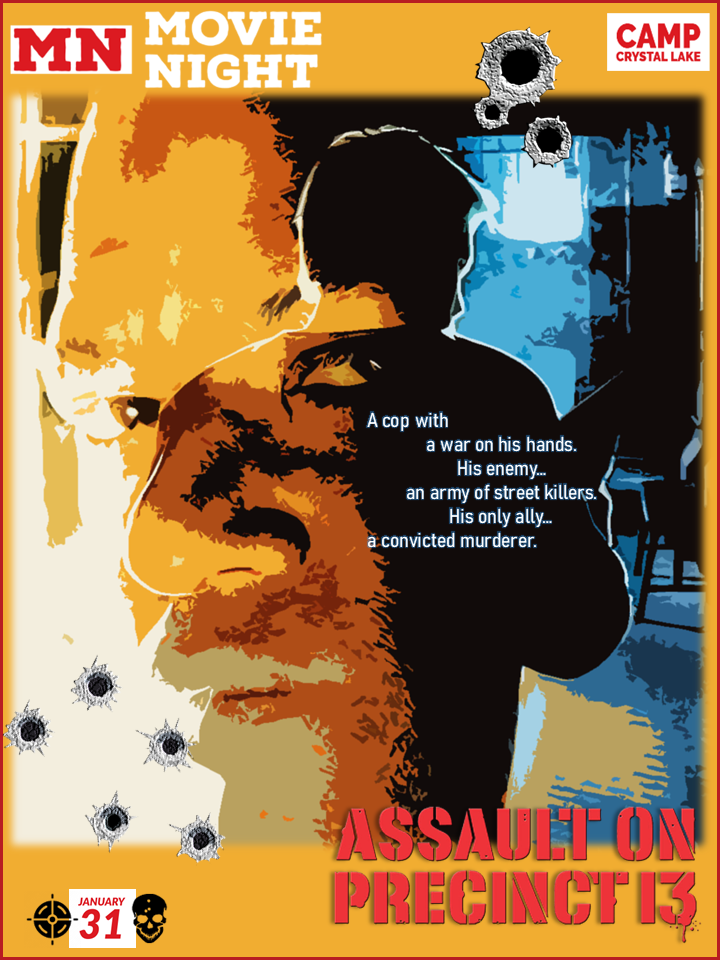 MN
MOVIE
NIGHT
CAMP
CRYSTAL LAKE
A cop with
a war on his hands.
His enemy...
an army of street killers.
His only ally...
a convicted murderer.
ASSAULT ON
PRECINCT 13
JANUARY
31